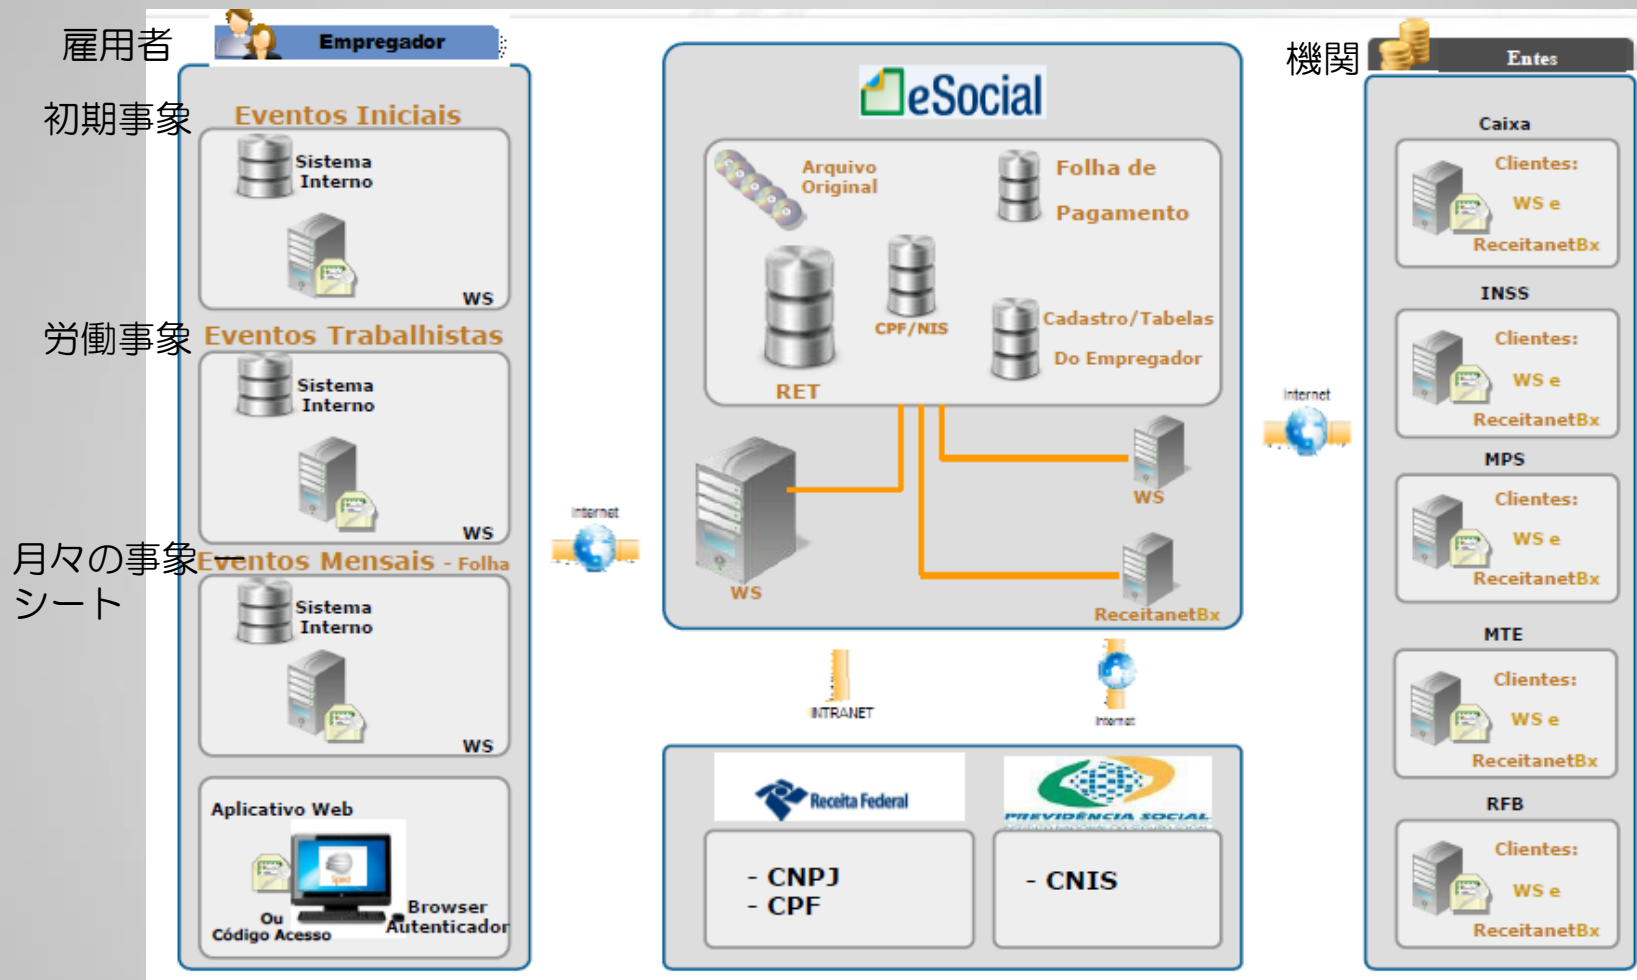 雇用者
Empregador
初期事象
Eventos Iniciais
Sistema
Interno
WS
労働事象
Eventos Trabalhistas
Sistema
Interno
WS
月々の事象 ー
シート
Eventos Mensais - Folha
Sistema
Interno
WS
Aplicativo Web
Ou
Código Acesso
Browser
Autenticador
Internet
eSocial
Arquivo
Original
Folha de
Pagamento
CPF/NIS
RET
Cadastro/Tabelas
Do Empregador
WS
WS
ReceitanetBx
INTRANET
Internet
Receita Federal
- CNPJ
- CPF
PREVIDÊNCIA SOCIAL
- CNIS
Internet
機関
Entes
Caixa
Clientes:
WS e
ReceitanetBx
INSS
Clientes:
WS e
ReceitanetBx
MPS
Clientes:
WS e
ReceitanetBx
MTE
Clientes:
WS e
ReceitanetBx
RFB
Clientes:
WS e
ReceitanetBx